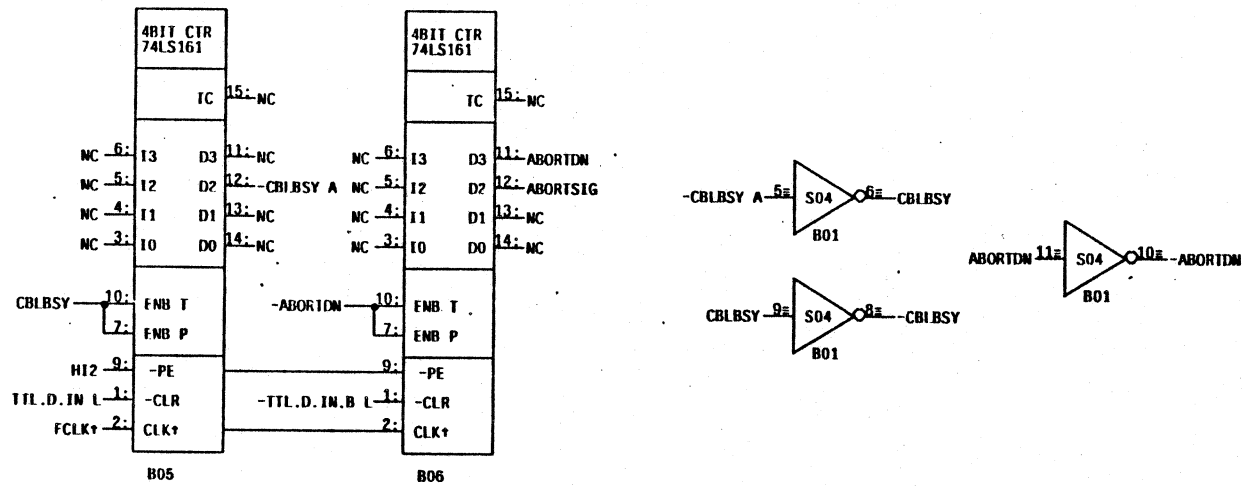 4BIT CTR
74LS161
TC 15: NC
NC 6: I3 D3 11: NC
NC 5: I2 D2 12: -CBLBSY A
NC 4: I1 D1 13: NC
NC 3: I0 D0 14: NC
CBLBSY 10: ENB T
7: ENB P
HI2 9: -PE
TTL.D.IN L 1: -CLR
FCLK↑ 2: CLK↑
B05
4BIT CTR
74LS161
TC 15: NC
NC 6: I3 D3 11: ABORTDN
NC 5: I2 D2 12: ABORTSIG
NC 4: I1 D1 13: NC
NC 3: I0 D0 14: NC
-ABORTDN 10: ENB T
7: ENB P
9: -PE
-TTL.D.IN.B L 1: -CLR
2: CLK↑
B06
-CBLBSY A 5≡ S04 6≡ CBLBSY
B01
CBLBSY 9≡ S04 8≡ -CBLBSY
B01
ABORTDN 11≡ S04 10≡ -ABORTDN
B01